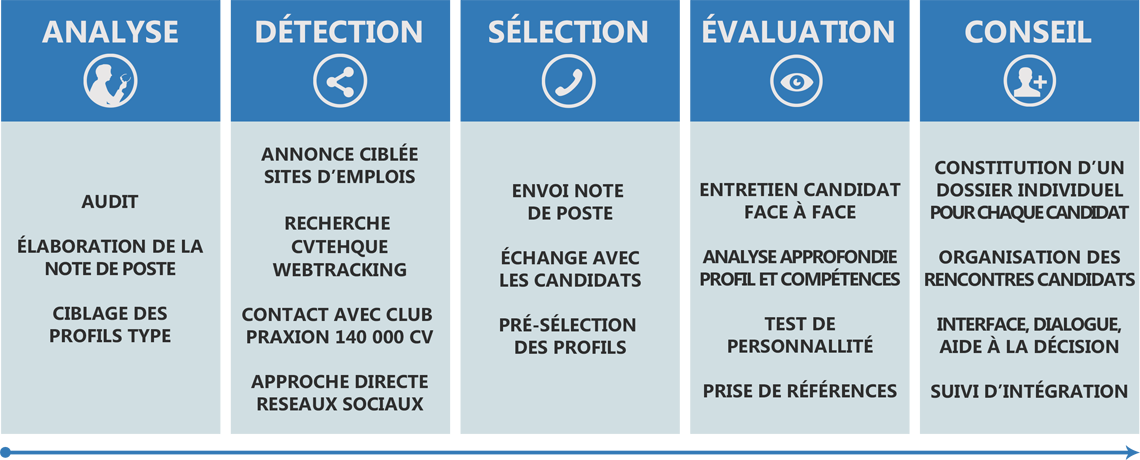 ANALYSE
AUDIT
ÉLABORATION DE LA
NOTE DE POSTE
CIBLAGE DES
PROFILS TYPE
DÉTECTION
ANNONCE CIBLÉE
SITES D'EMPLOIS
RECHERCHE
CVTEHQUE
WEBTRACKING
CONTACT AVEC CLUB
PRAXION 140 000 CV
APPROCHE DIRECTE
RESEAUX SOCIAUX
SÉLECTION
ENVOI NOTE
DE POSTE
ÉCHANGE AVEC
LES CANDIDATS
PRÉ-SÉLECTION
DES PROFILS
ÉVALUATION
ENTRETIEN CANDIDAT
FACE À FACE
ANALYSE APPROFONDIE
PROFIL ET COMPÉTENCES
TEST DE
PERSONNALLITÉ
PRISE DE RÉFÉRENCES
CONSEIL
CONSTITUTION D'UN
DOSSIER INDIVIDUEL
POUR CHAQUE CANDIDAT
ORGANISATION DES
RENCONTRES CANDIDATS
INTERFACE, DIALOGUE,
AIDE À LA DÉCISION
SUIVI D'INTÉGRATION